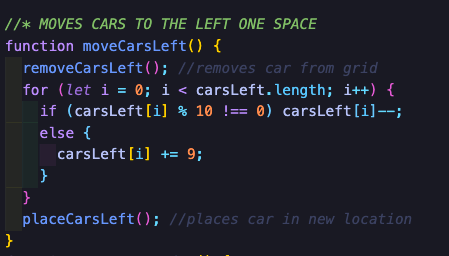 //* MOVES CARS TO THE LEFT ONE SPACE
function moveCarsLeft() {
  removeCarsLeft(); //removes car from grid
  for (let i = 0; i < carsLeft.length; i++) {
    if (carsLeft[i] % 10 !== 0) carsLeft[i]--;
    else {
      carsLeft[i] += 9;
    }
  }
  placeCarsLeft(); //places car in new location
}